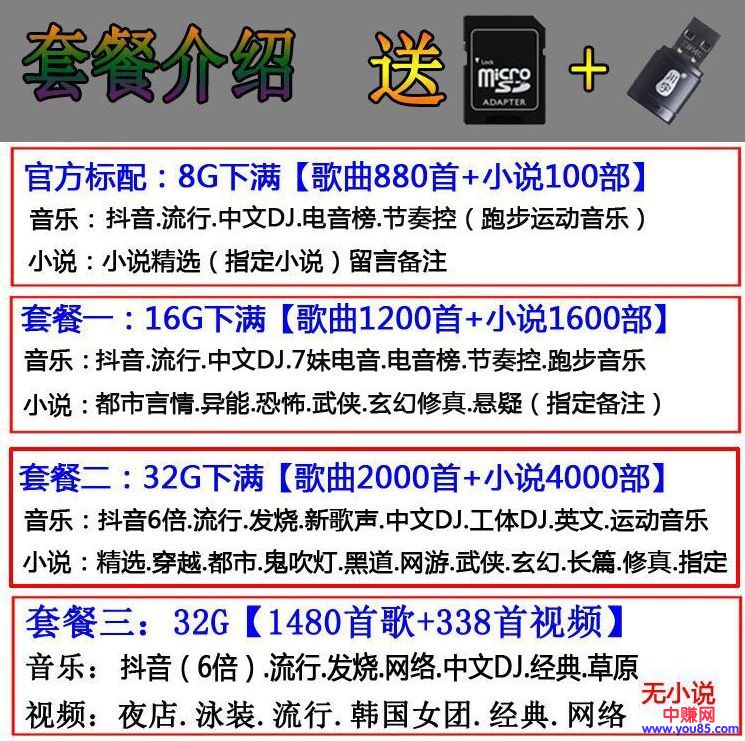 套餐介绍 送 +
Lock
micro
SD
ADAPTER
官方标配：8G下满【歌曲880首+小说100部】
音乐：抖音.流行.中文DJ.电音榜.节奏控（跑步运动音乐）
小说：小说精选（指定小说）留言备注
套餐一：16G下满【歌曲1200首+小说1600部】
音乐：抖音.流行.中文DJ.7妹电音.电音榜.节奏控.跑步音乐
小说：都市言情.异能.恐怖.武侠.玄幻修真.悬疑（指定备注）
套餐二：32G下满【歌曲2000首+小说4000部】
音乐：抖音6倍.流行.发烧.新歌声.中文DJ.工体DJ.英文.运动音乐
小说：精选.穿越.都市.鬼吹灯.黑道.网游.武侠.玄幻.长篇.修真.指定
套餐三：32G【1480首歌+338首视频】
音乐：抖音（6倍）.流行.发烧.网络.中文DJ.经典.草原
视频：夜店.泳装.流行.韩国女团.经典.网络
无小说
中赚网
www.you85.com